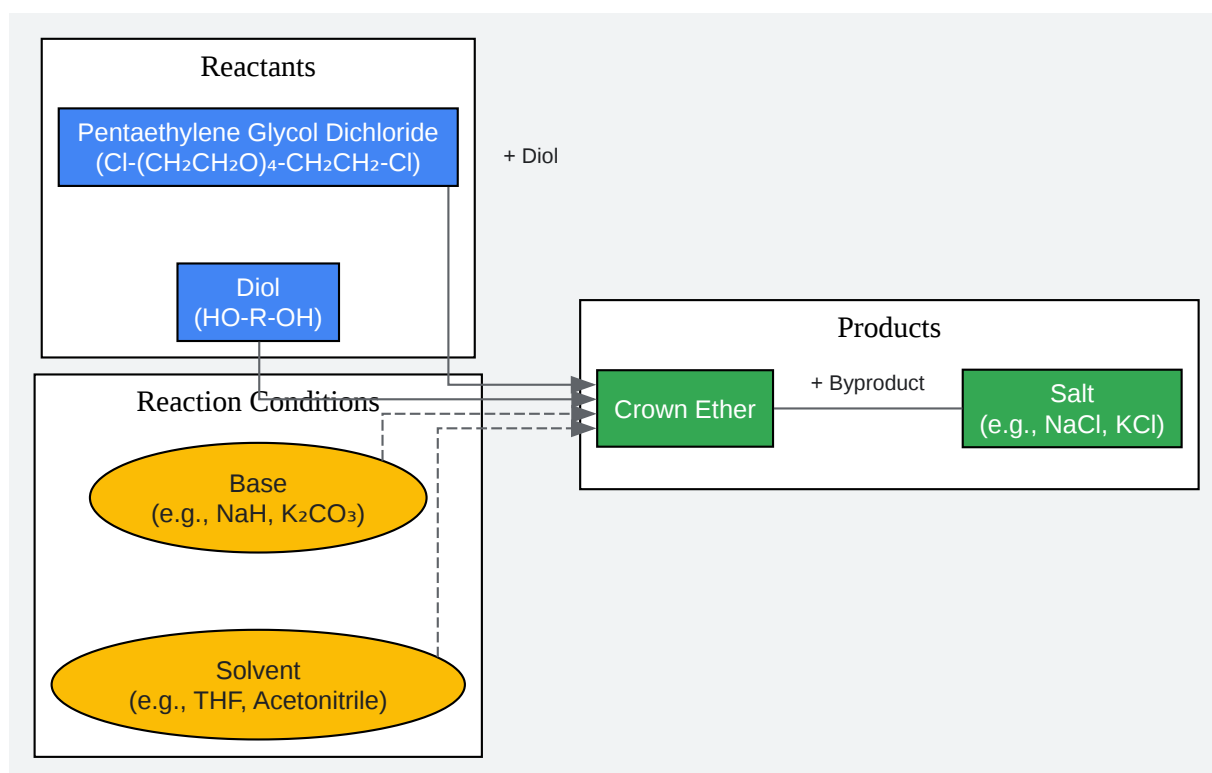 Reactants
Pentaethylene Glycol Dichloride
(Cl-(CH₂CH₂O)₄-CH₂CH₂-Cl)
+ Diol
Diol
(HO-R-OH)
Products
Crown Ether
+ Byproduct
Salt
(e.g., NaCl, KCl)
Reaction Conditions
Base
(e.g., NaH, K₂CO₃)
Solvent
(e.g., THF, Acetonitrile)